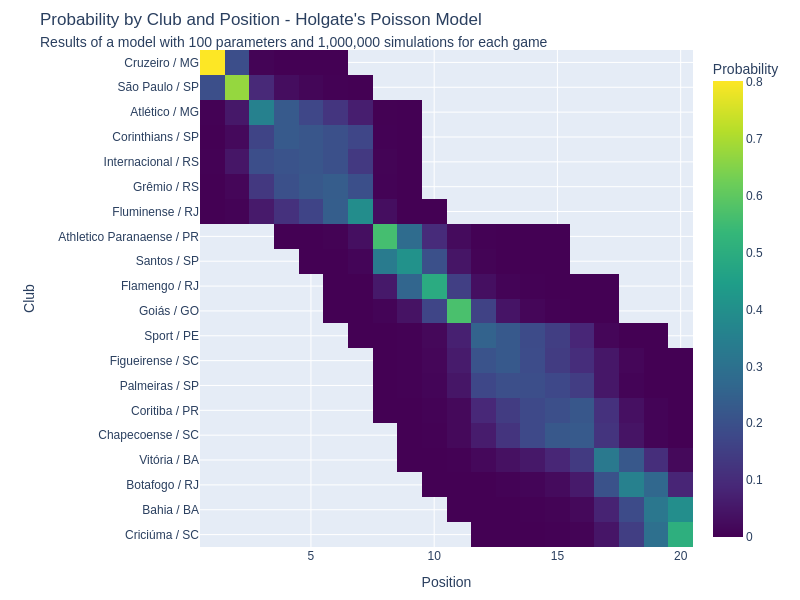 Probability by Club and Position - Holgate's Poisson Model
Results of a model with 100 parameters and 1,000,000 simulations for each game
Probability
Cruzeiro / MG
São Paulo / SP
Atlético / MG
Corinthians / SP
Internacional / RS
Grêmio / RS
Fluminense / RJ
Athletico Paranaense / PR
Santos / SP
Flamengo / RJ
Goiás / GO
Sport / PE
Figueirense / SC
Palmeiras / SP
Coritiba / PR
Chapecoense / SC
Vitória / BA
Botafogo / RJ
Bahia / BA
Criciúma / SC
Club
5
10
15
20
Position
0.8
0.7
0.6
0.5
0.4
0.3
0.2
0.1
0